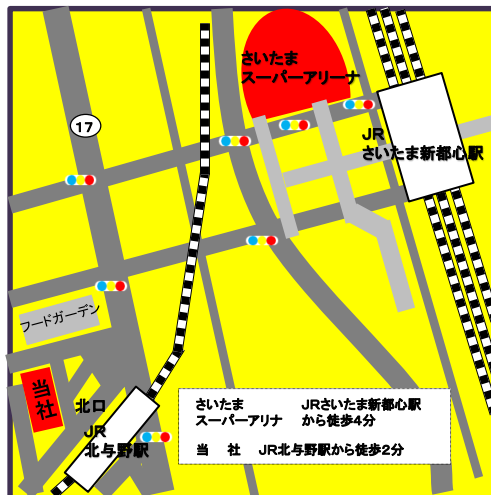 さいたま
スーパーアリーナ
17
JR
さいたま新都心駅
フードガーデン
当社
北口
JR
北与野駅
さいたま JRさいたま新都心駅
スーパーアリナ から徒歩4分
当 社 JR北与野駅から徒歩2分